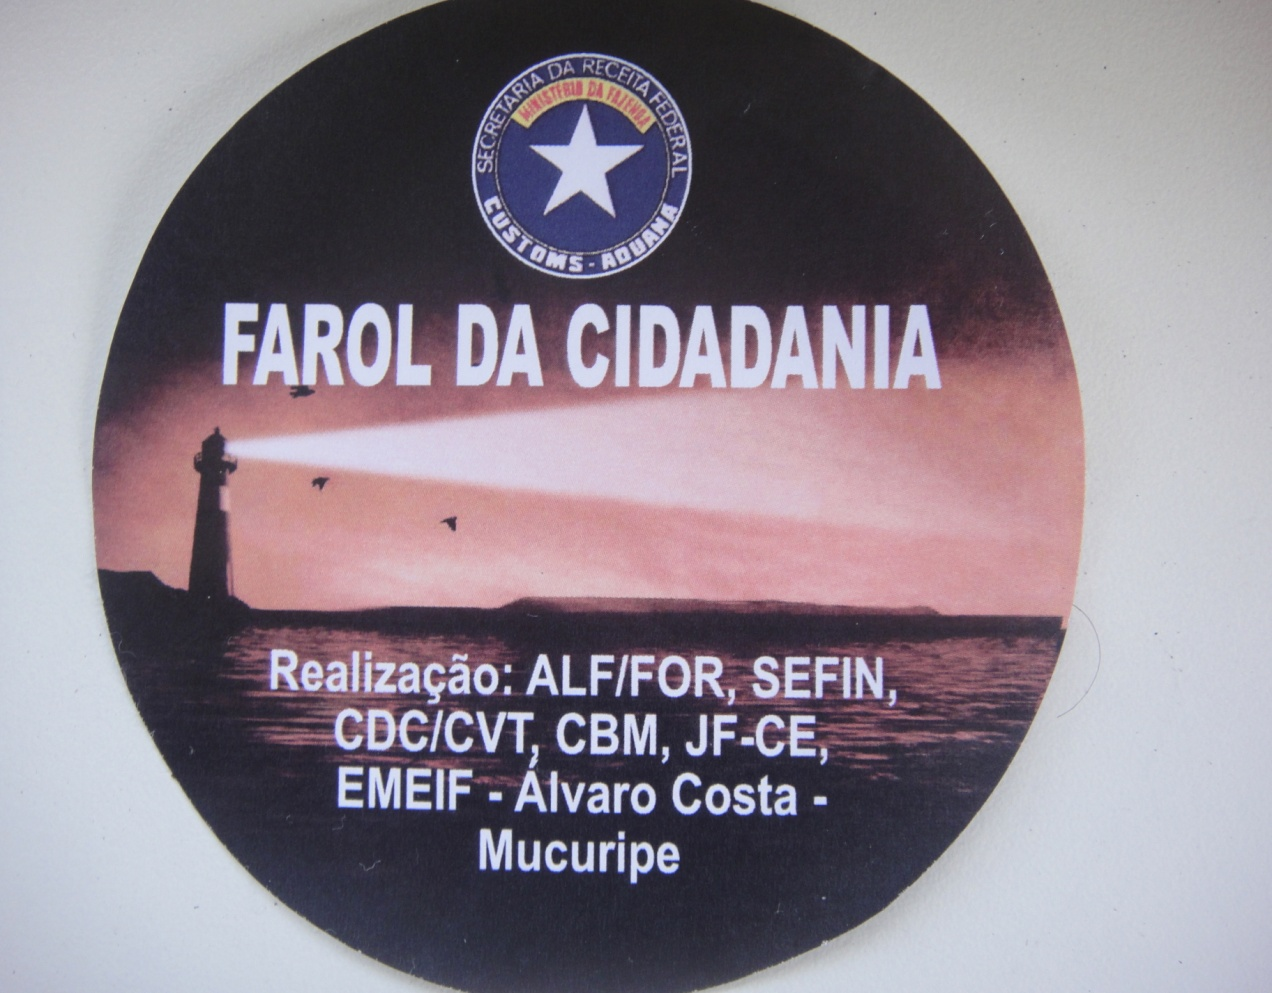 SECRETARIA DA RECEITA FEDERAL
MINISTÉRIO DA FAZENDA
CUSTOMS - ADUANA
FAROL DA CIDADANIA
Realização: ALF/FOR, SEFIN,
CDC/CVT, CBM, JF-CE,
EMEIF - Álvaro Costa -
Mucuripe